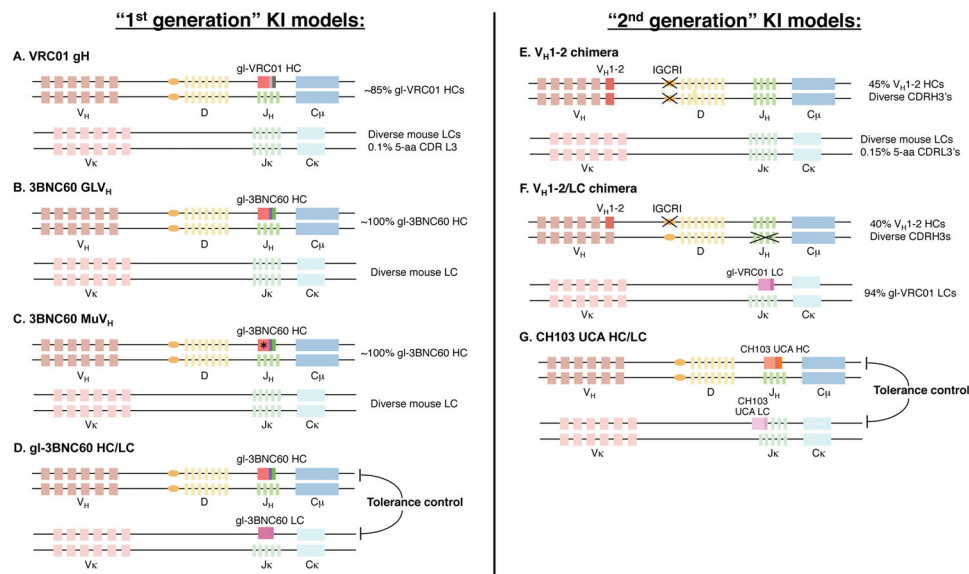 "1st generation" KI models:
A. VRC01 gH
gl-VRC01 HC
~85% gl-VRC01 HCs
VH D JH Cμ
Diverse mouse LCs
0.1% 5-aa CDR L3
Vκ Jκ Cκ
B. 3BNC60 GLVH
gl-3BNC60 HC
~100% gl-3BNC60 HC
VH D JH Cμ
Diverse mouse LC
Vκ Jκ Cκ
C. 3BNC60 MuVH
gl-3BNC60 HC
*
~100% gl-3BNC60 HC
VH D JH Cμ
Diverse mouse LC
Vκ Jκ Cκ
D. gl-3BNC60 HC/LC
gl-3BNC60 HC
VH D JH Cμ
Tolerance control
gl-3BNC60 LC
Vκ Jκ Cκ
"2nd generation" KI models:
E. VH1-2 chimera
VH1-2 IGCRI
45% VH1-2 HCs
Diverse CDRH3's
VH D JH Cμ
Diverse mouse LCs
0.15% 5-aa CDRL3's
Vκ Jκ Cκ
F. VH1-2/LC chimera
VH1-2 IGCRI
40% VH1-2 HCs
Diverse CDRH3s
VH D JH Cμ
gl-VRC01 LC
94% gl-VRC01 LCs
Vκ Jκ Cκ
G. CH103 UCA HC/LC
CH103 UCA HC
VH D JH Cμ
Tolerance control
CH103
UCA LC
Vκ Jκ Cκ